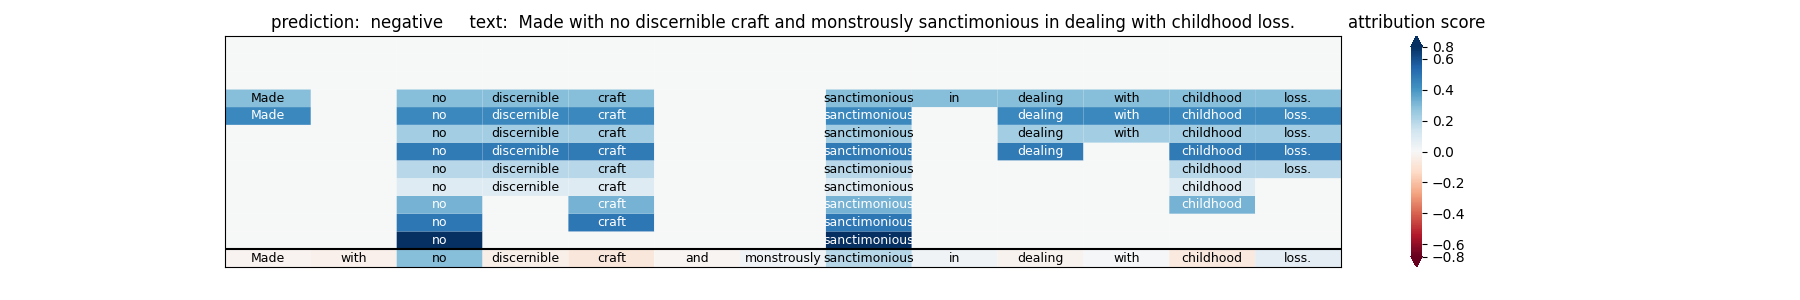 prediction:  negative     text:  Made with no discernible craft and monstrously sanctimonious in dealing with childhood loss.     attribution score
Made no discernible craft sanctimonious in dealing with childhood loss.
Made no discernible craft sanctimonious dealing with childhood loss.
no discernible craft sanctimonious dealing with childhood loss.
no discernible craft sanctimonious dealing childhood loss.
no discernible craft sanctimonious childhood loss.
no discernible craft sanctimonious childhood
no craft sanctimonious childhood
no craft sanctimonious
no sanctimonious
Made with no discernible craft and monstrously sanctimonious in dealing with childhood loss.
0.8
0.6
0.4
0.2
0.0
−0.2
−0.4
−0.6
−0.8